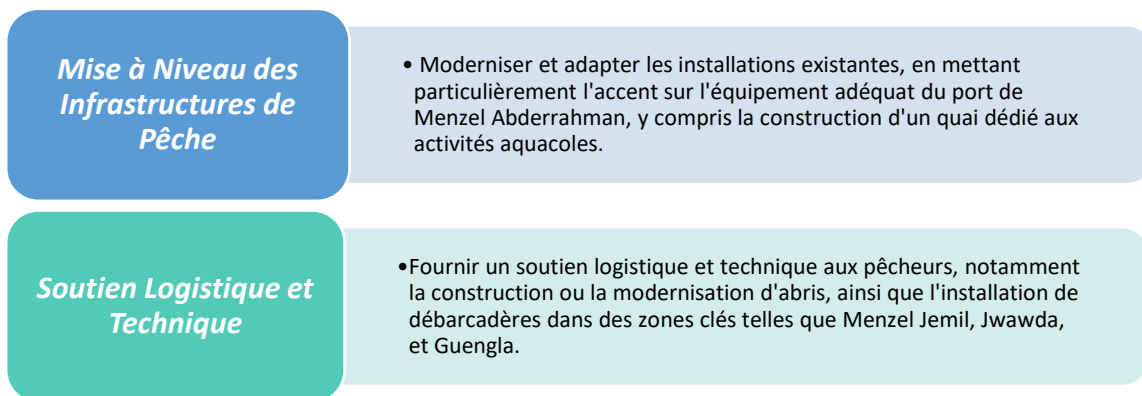 Mise à Niveau des
Infrastructures de
Pêche
• Moderniser et adapter les installations existantes, en mettant
particulièrement l'accent sur l'équipement adéquat du port de
Menzel Abderrahman, y compris la construction d'un quai dédié aux
activités aquacoles.
Soutien Logistique et
Technique
•Fournir un soutien logistique et technique aux pêcheurs, notamment
la construction ou la modernisation d'abris, ainsi que l'installation de
débarcadères dans des zones clés telles que Menzel Jemil, Jwawda,
et Guengla.